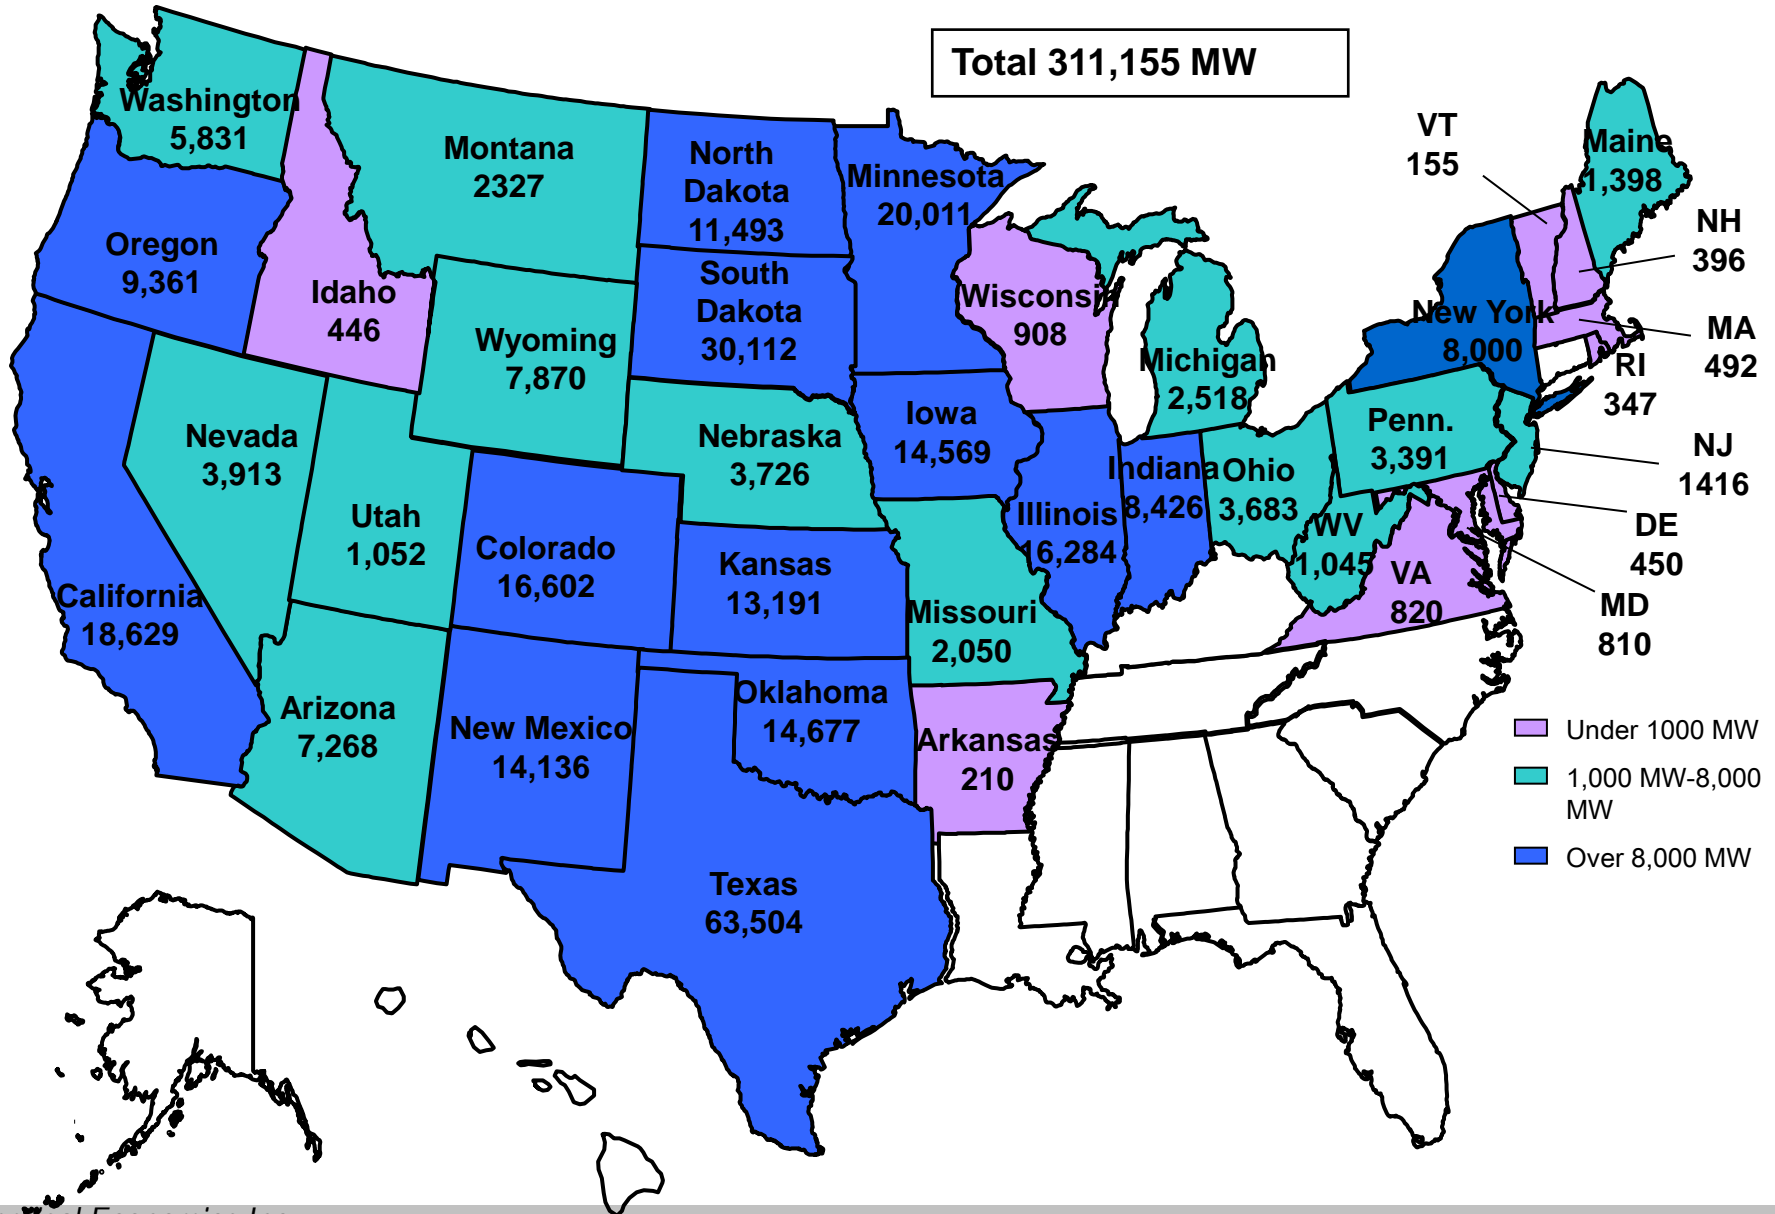 Total 311,155 MW
Washington
5,831
Montana
2327
North
Dakota
11,493
Minnesota
20,011
VT
155
Maine
1,398
NH
396
Oregon
9,361
Idaho
446
Wyoming
7,870
South
Dakota
30,112
Wisconsi
908
Michigan
2,518
New York
8,000
MA
492
RI
347
Nevada
3,913
Utah
1,052
Nebraska
3,726
Iowa
14,569
Illinois
16,284
Indiana
8,426
Ohio
3,683
Penn.
3,391
NJ
1416
WV
1,045
VA
820
DE
450
MD
810
California
18,629
Colorado
16,602
Kansas
13,191
Missouri
2,050
Arizona
7,268
New Mexico
14,136
Oklahoma
14,677
Arkansas
210
Texas
63,504
Under 1000 MW
1,000 MW-8,000
MW
Over 8,000 MW